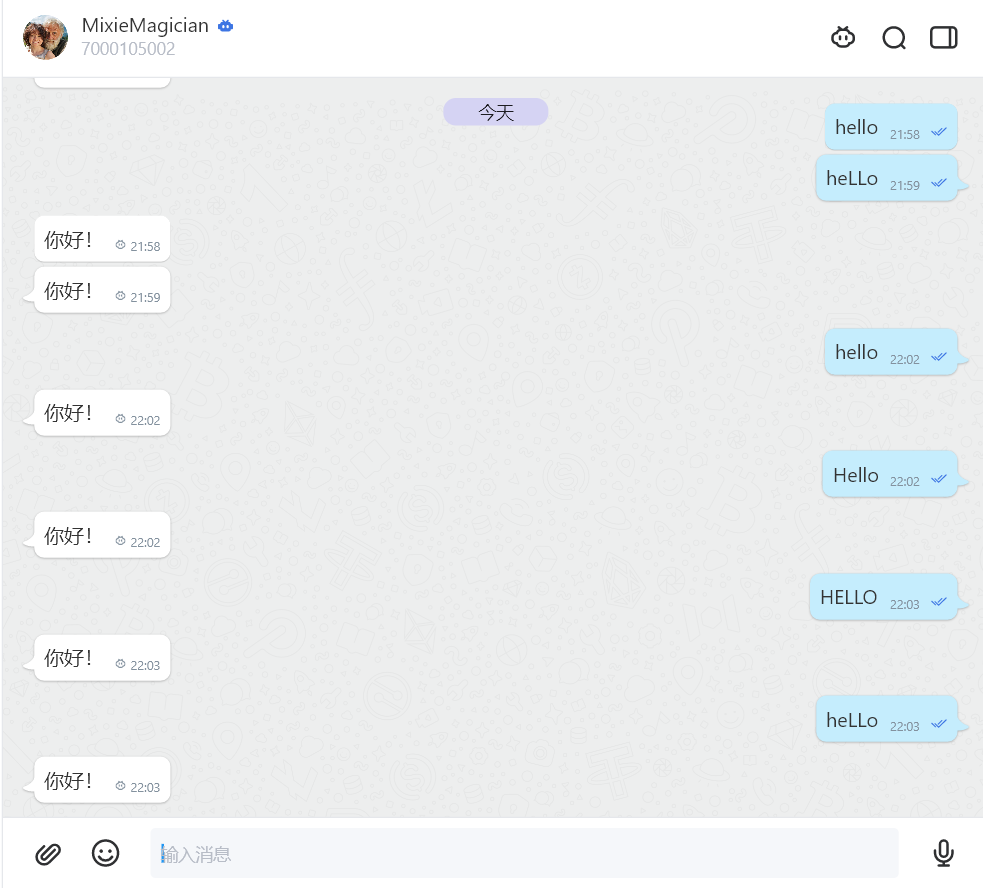 MixieMagician
7000105002
今天
hello 21:58
heLLo 21:59
你好！ 21:58
你好！ 21:59
hello 22:02
你好！ 22:02
Hello 22:02
你好！ 22:02
HELLO 22:03
你好！ 22:03
heLLo 22:03
你好！ 22:03
输入消息